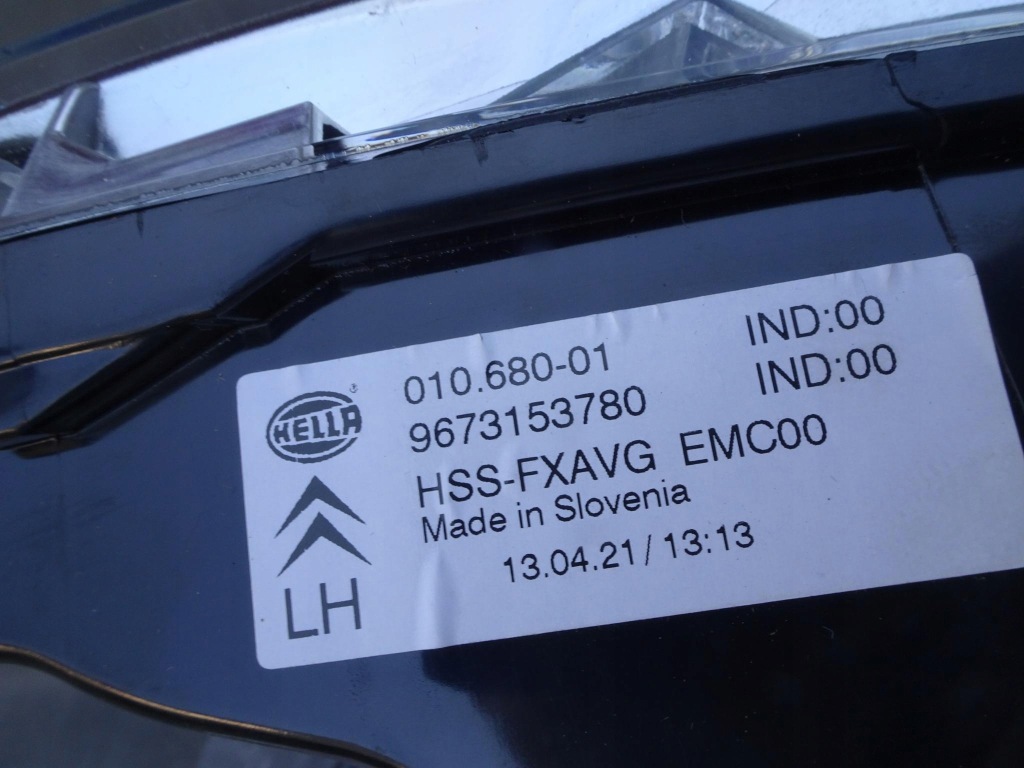 HELLA
010.680-01 IND:00
9673153780 IND:00
HSS-FXAVG EMC00
Made in Slovenia
13.04.21/13:13
LH